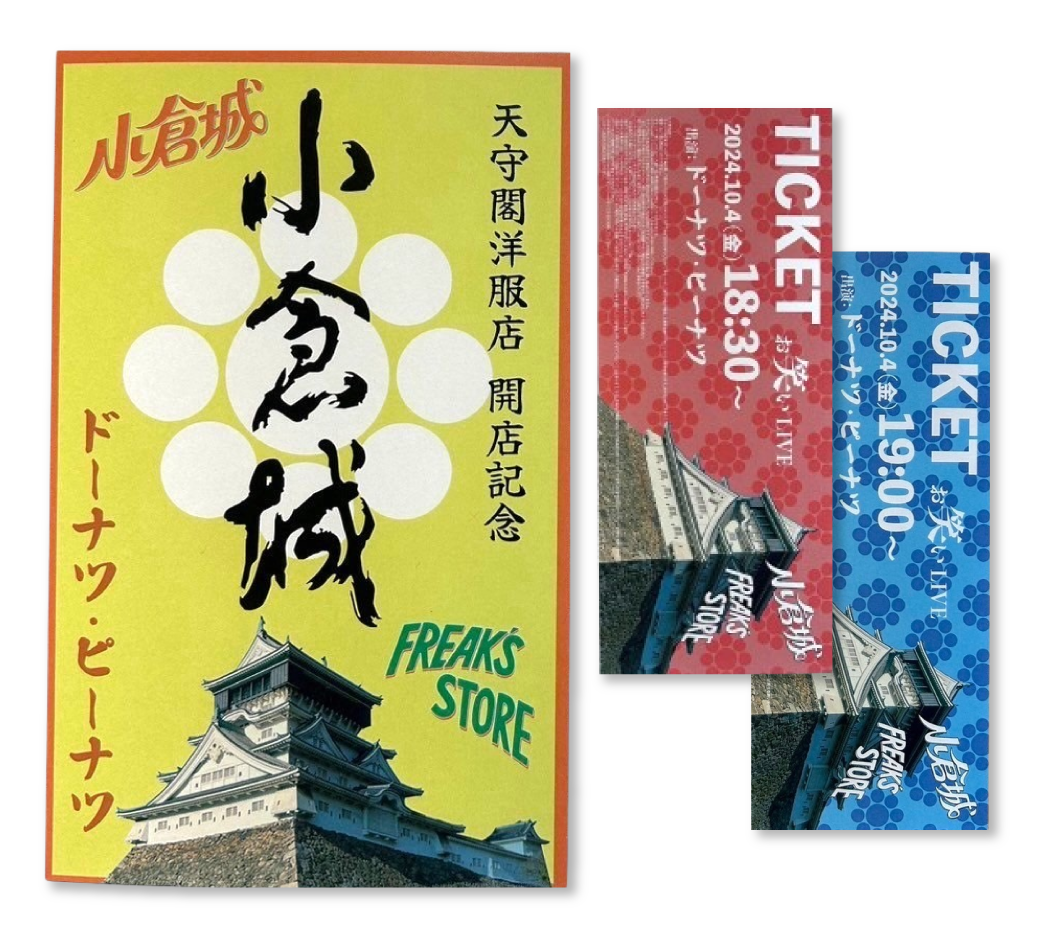 小倉城
小倉城
天守閣洋服店 開店記念
ドーナツ・ピーナツ
FREAK'S
STORE
TICKET お笑いLIVE
2024.10.4(金)18:30〜
出演:ドーナツ・ピーナツ
小倉城
FREAK'S
STORE
TICKET お笑いLIVE
2024.10.4(金)19:00〜
出演:ドーナツ・ピーナツ
小倉城
FREAK'S
STORE